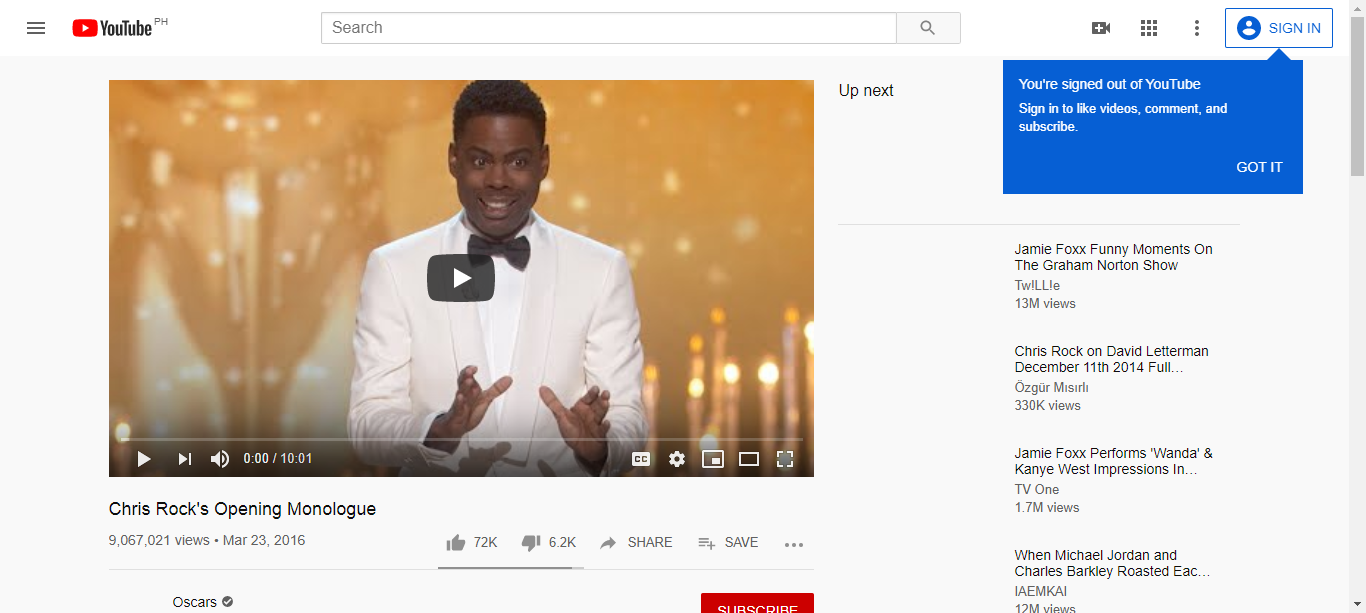 YouTube PH
Search
SIGN IN
You're signed out of YouTube
Sign in to like videos, comment, and
subscribe.
GOT IT
Up next
0:00 / 10:01
CC
Chris Rock's Opening Monologue
9,067,021 views • Mar 23, 2016
72K
6.2K
SHARE
SAVE
Oscars
SUBSCRIBE
Jamie Foxx Funny Moments On
The Graham Norton Show
Tw!LL!e
13M views
Chris Rock on David Letterman
December 11th 2014 Full...
Özgür Mısırlı
330K views
Jamie Foxx Performs 'Wanda' &
Kanye West Impressions In...
TV One
1.7M views
When Michael Jordan and
Charles Barkley Roasted Eac...
IAEMKAI
12M views